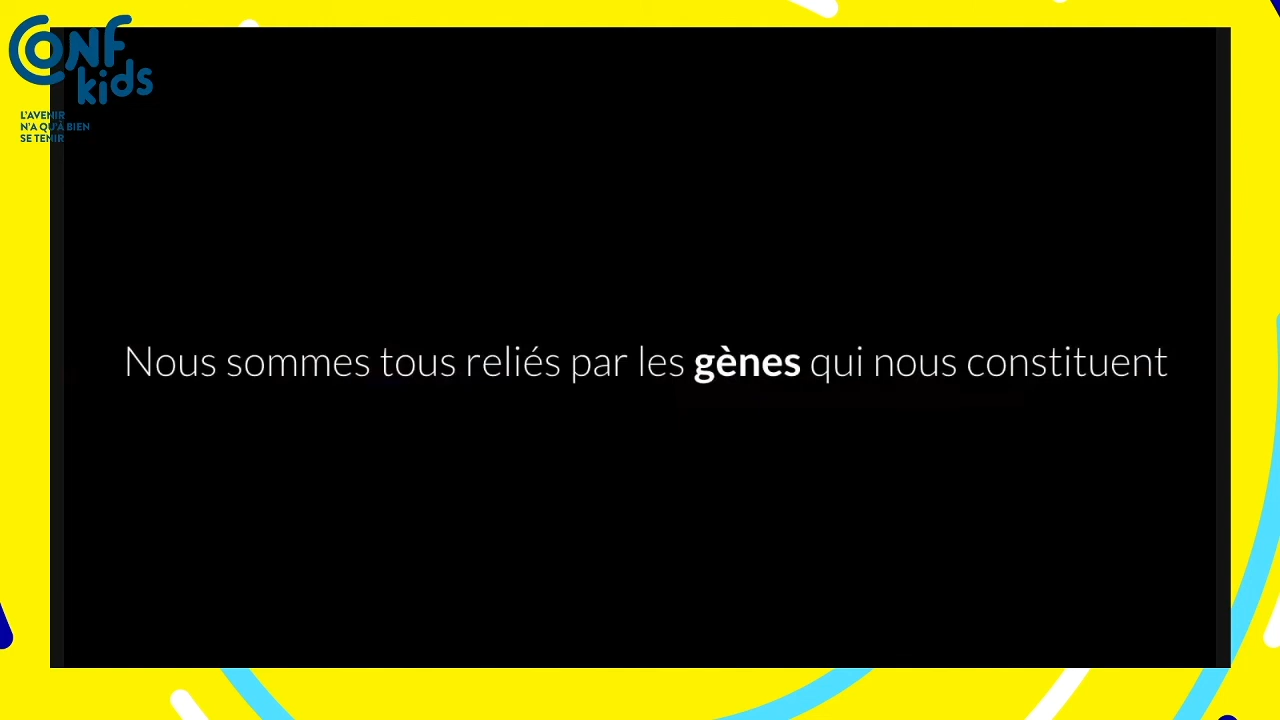 CONF
kids
L'AVENIR
N'A QU'À BIEN
SE TENIR
Nous sommes tous reliés par les gènes qui nous constituent